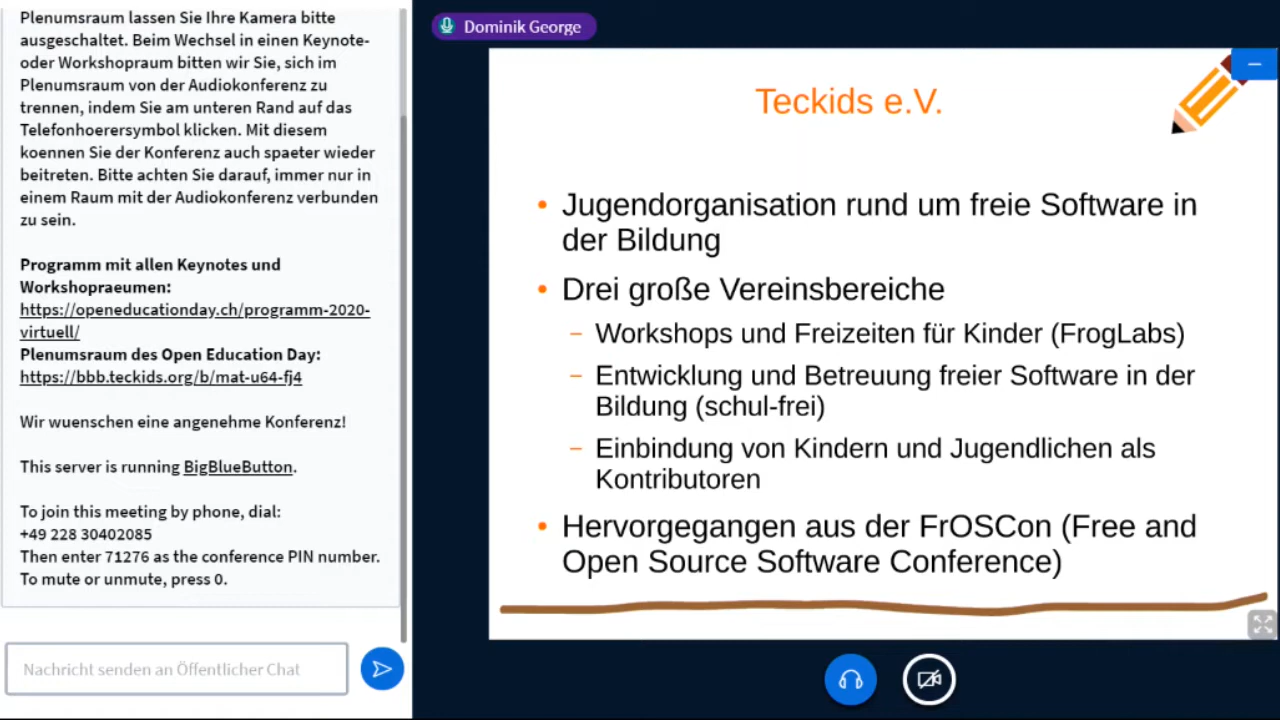 Plenumsraum lassen Sie Ihre Kamera bitte
ausgeschaltet. Beim Wechsel in einen Keynote-
oder Workshopraum bitten wir Sie, sich im
Plenumsraum von der Audiokonferenz zu
trennen, indem Sie am unteren Rand auf das
Telefonhoerersymbol klicken. Mit diesem
koennen Sie der Konferenz auch spaeter wieder
beitreten. Bitte achten Sie darauf, immer nur in
einem Raum mit der Audiokonferenz verbunden
zu sein.
Programm mit allen Keynotes und
Workshopraeumen:
https://openeducationday.ch/programm-2020-
virtuell/
Plenumsraum des Open Education Day:
https://bbb.teckids.org/b/mat-u64-fj4
Wir wuenschen eine angenehme Konferenz!
This server is running BigBlueButton.
To join this meeting by phone, dial:
+49 228 30402085
Then enter 71276 as the conference PIN number.
To mute or unmute, press 0.
Nachricht senden an Öffentlicher Chat
Dominik George
Teckids e.V.
• Jugendorganisation rund um freie Software in
der Bildung
• Drei große Vereinsbereiche
– Workshops und Freizeiten für Kinder (FrogLabs)
– Entwicklung und Betreuung freier Software in der
Bildung (schul-frei)
– Einbindung von Kindern und Jugendlichen als
Kontributoren
• Hervorgegangen aus der FrOSCon (Free and
Open Source Software Conference)